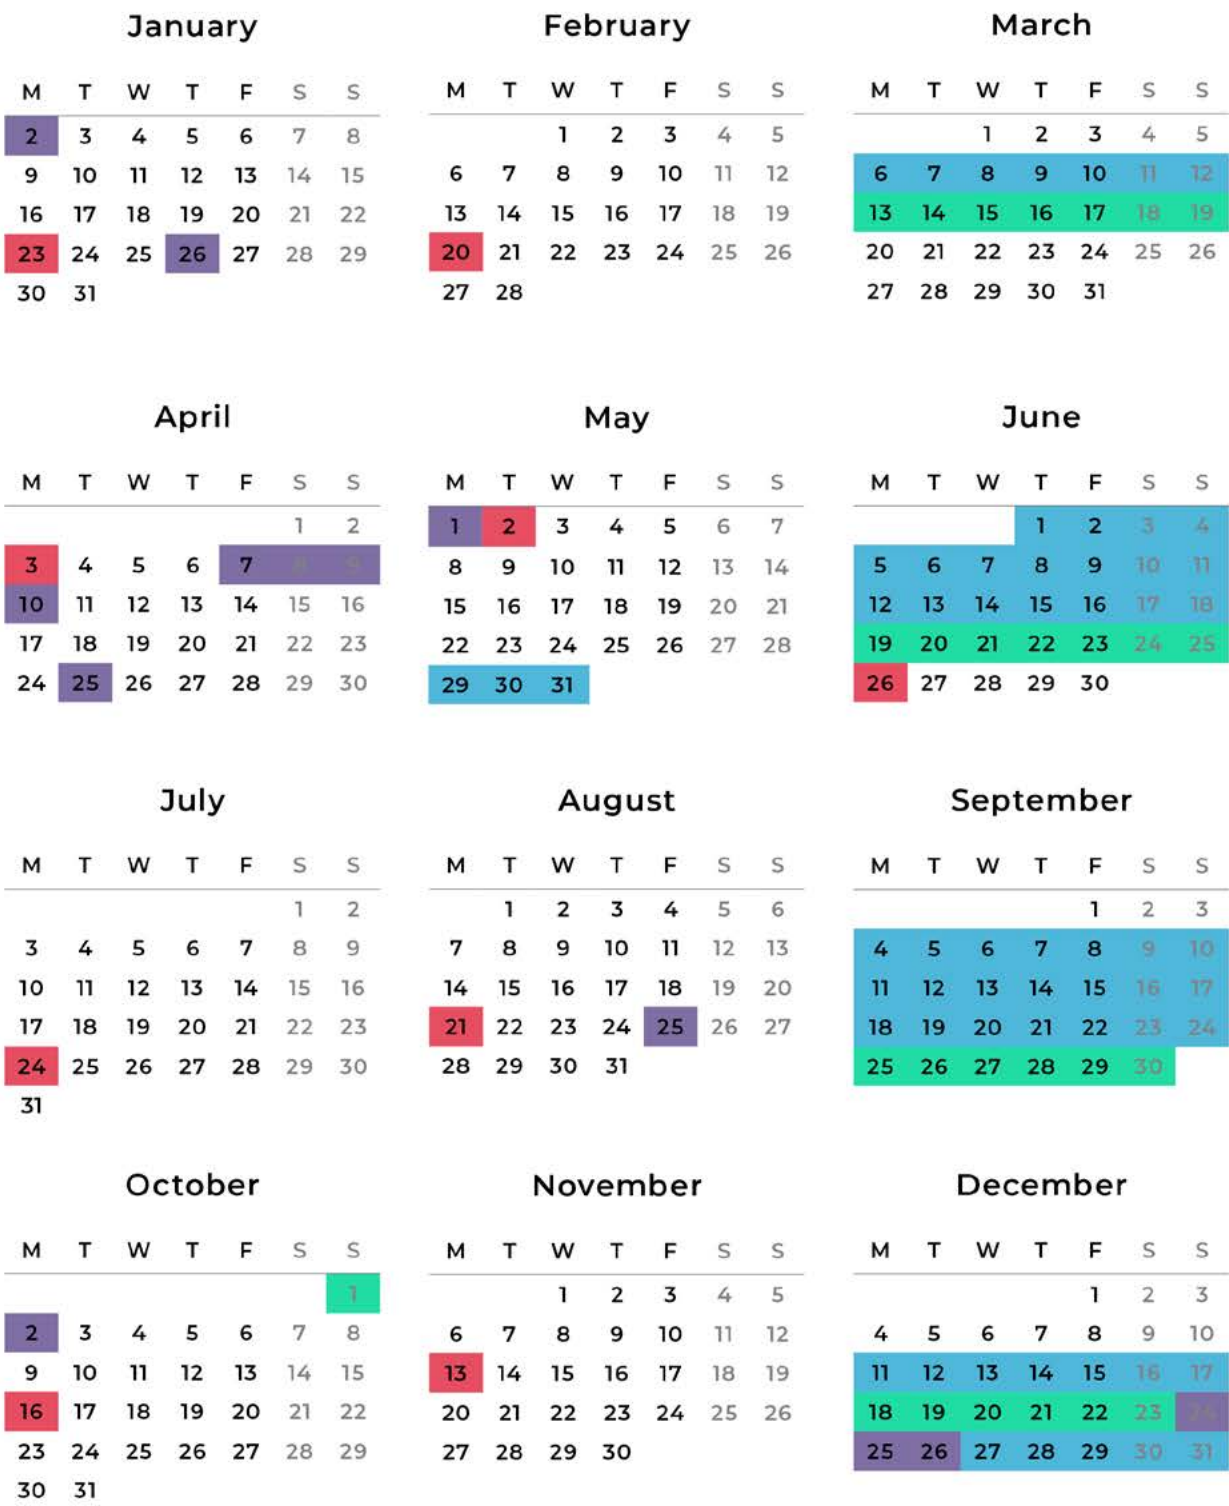 January
M T W T F S S
2 3 4 5 6 7 8
9 10 11 12 13 14 15
16 17 18 19 20 21 22
23 24 25 26 27 28 29
30 31
February
M T W T F S S
1 2 3 4 5
6 7 8 9 10 11 12
13 14 15 16 17 18 19
20 21 22 23 24 25 26
27 28
March
M T W T F S S
1 2 3 4 5
6 7 8 9 10 11 12
13 14 15 16 17 18 19
20 21 22 23 24 25 26
27 28 29 30 31
April
M T W T F S S
1 2
3 4 5 6 7 8 9
10 11 12 13 14 15 16
17 18 19 20 21 22 23
24 25 26 27 28 29 30
May
M T W T F S S
1 2 3 4 5 6 7
8 9 10 11 12 13 14
15 16 17 18 19 20 21
22 23 24 25 26 27 28
29 30 31
June
M T W T F S S
1 2 3 4
5 6 7 8 9 10 11
12 13 14 15 16 17 18
19 20 21 22 23 24 25
26 27 28 29 30
July
M T W T F S S
1 2
3 4 5 6 7 8 9
10 11 12 13 14 15 16
17 18 19 20 21 22 23
24 25 26 27 28 29 30
31
August
M T W T F S S
1 2 3 4 5 6
7 8 9 10 11 12 13
14 15 16 17 18 19 20
21 22 23 24 25 26 27
28 29 30 31
September
M T W T F S S
1 2 3
4 5 6 7 8 9 10
11 12 13 14 15 16 17
18 19 20 21 22 23 24
25 26 27 28 29 30
October
M T W T F S S
1
2 3 4 5 6 7 8
9 10 11 12 13 14 15
16 17 18 19 20 21 22
23 24 25 26 27 28 29
30 31
November
M T W T F S S
1 2 3 4 5
6 7 8 9 10 11 12
13 14 15 16 17 18 19
20 21 22 23 24 25 26
27 28 29 30
December
M T W T F S S
1 2 3
4 5 6 7 8 9 10
11 12 13 14 15 16 17
18 19 20 21 22 23 24
25 26 27 28 29 30 31